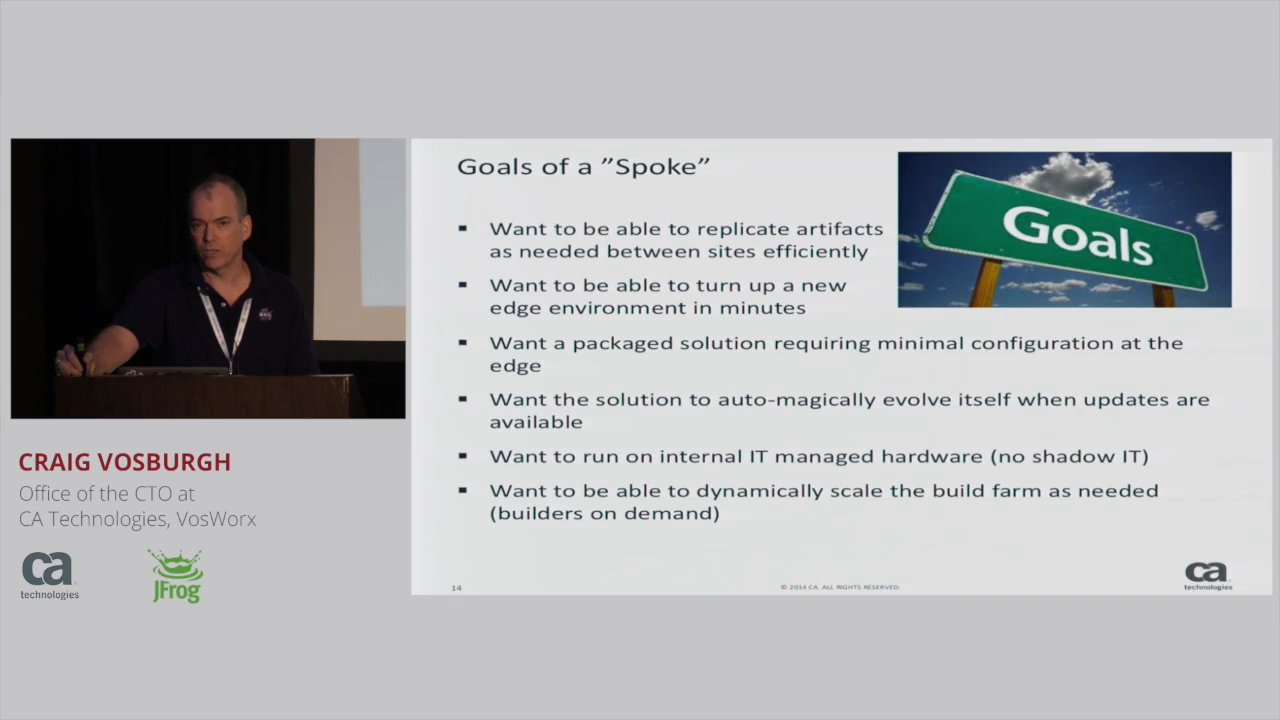 Goals of a ”Spoke”
Goals
▪ Want to be able to replicate artifacts
as needed between sites efficiently
▪ Want to be able to turn up a new
edge environment in minutes
▪ Want a packaged solution requiring minimal configuration at the
edge
▪ Want the solution to auto-magically evolve itself when updates are
available
▪ Want to run on internal IT managed hardware (no shadow IT)
▪ Want to be able to dynamically scale the build farm as needed
(builders on demand)
14
© 2014 CA. ALL RIGHTS RESERVED.
ca
technologies
CRAIG VOSBURGH
Office of the CTO at
CA Technologies, VosWorx
ca
technologies
JFrog